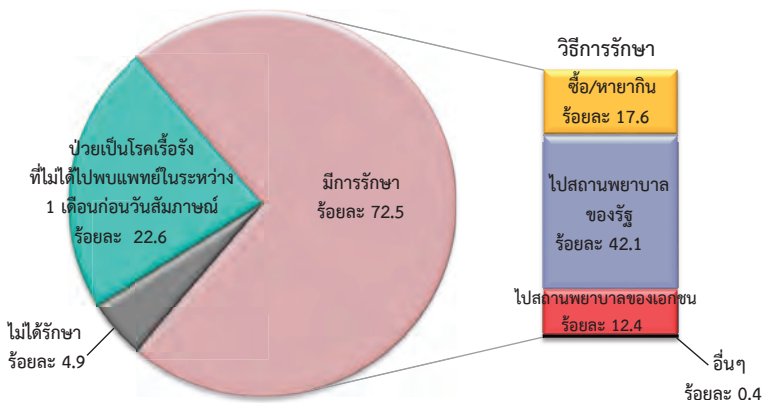 ป่วยเป็นโรคเรื้อรัง
ที่ไม่ได้ไปพบแพทย์ในระหว่าง
1 เดือนก่อนวันสัมภาษณ์
ร้อยละ 22.6
มีการรักษา
ร้อยละ 72.5
ไม่ได้รักษา
ร้อยละ 4.9
วิธีการรักษา
ซื้อ/หายากิน
ร้อยละ 17.6
ไปสถานพยาบาล
ของรัฐ
ร้อยละ 42.1
ไปสถานพยาบาลของเอกชน
ร้อยละ 12.4
อื่นๆ
ร้อยละ 0.4